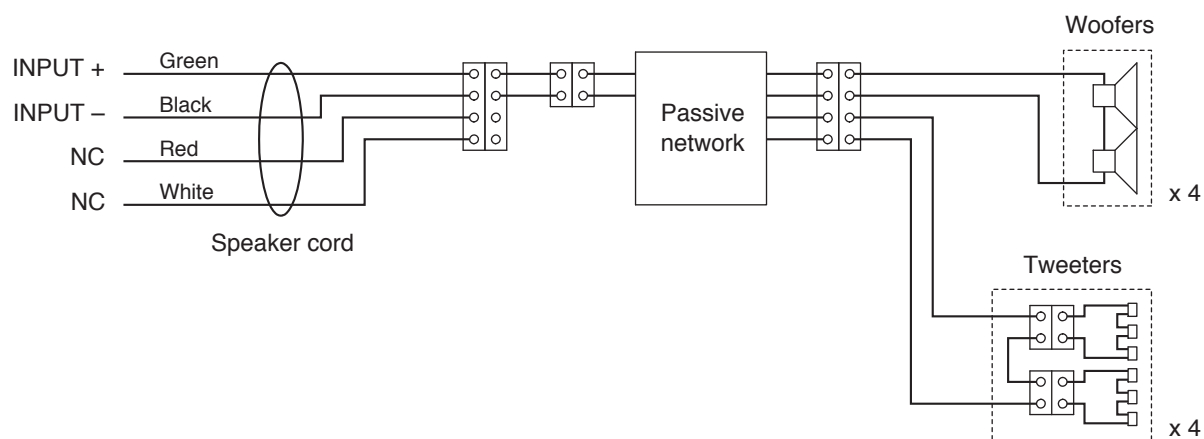 Woofers
INPUT + Green
INPUT – Black
NC Red
NC White
Speaker cord
Passive
network
x 4
Tweeters
x 4